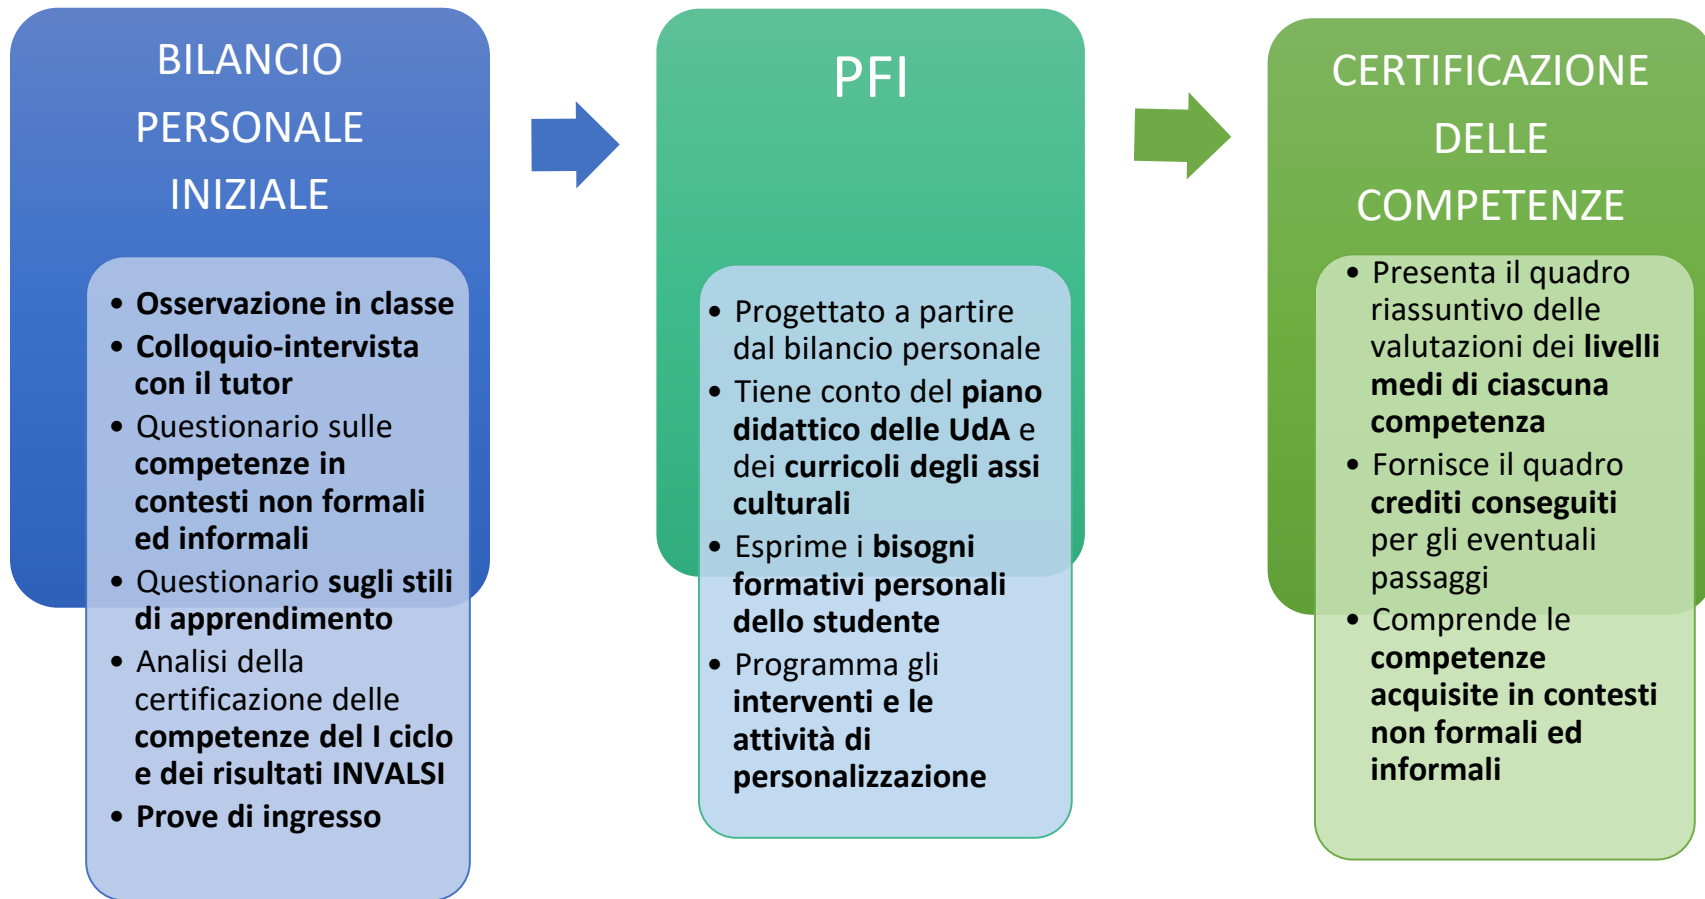 BILANCIO
PERSONALE
INIZIALE
• Osservazione in classe
• Colloquio-intervista
con il tutor
• Questionario sulle
competenze in
contesti non formali
ed informali
• Questionario sugli stili
di apprendimento
• Analisi della
certificazione delle
competenze del I ciclo
e dei risultati INVALSI
• Prove di ingresso
PFI
• Progettato a partire
dal bilancio personale
• Tiene conto del piano
didattico delle UdA e
dei curricoli degli assi
culturali
• Esprime i bisogni
formativi personali
dello studente
• Programma gli
interventi e le
attività di
personalizzazione
CERTIFICAZIONE
DELLE
COMPETENZE
• Presenta il quadro
riassuntivo delle
valutazioni dei livelli
medi di ciascuna
competenza
• Fornisce il quadro
crediti conseguiti
per gli eventuali
passaggi
• Comprende le
competenze
acquisite in contesti
non formali ed
informali